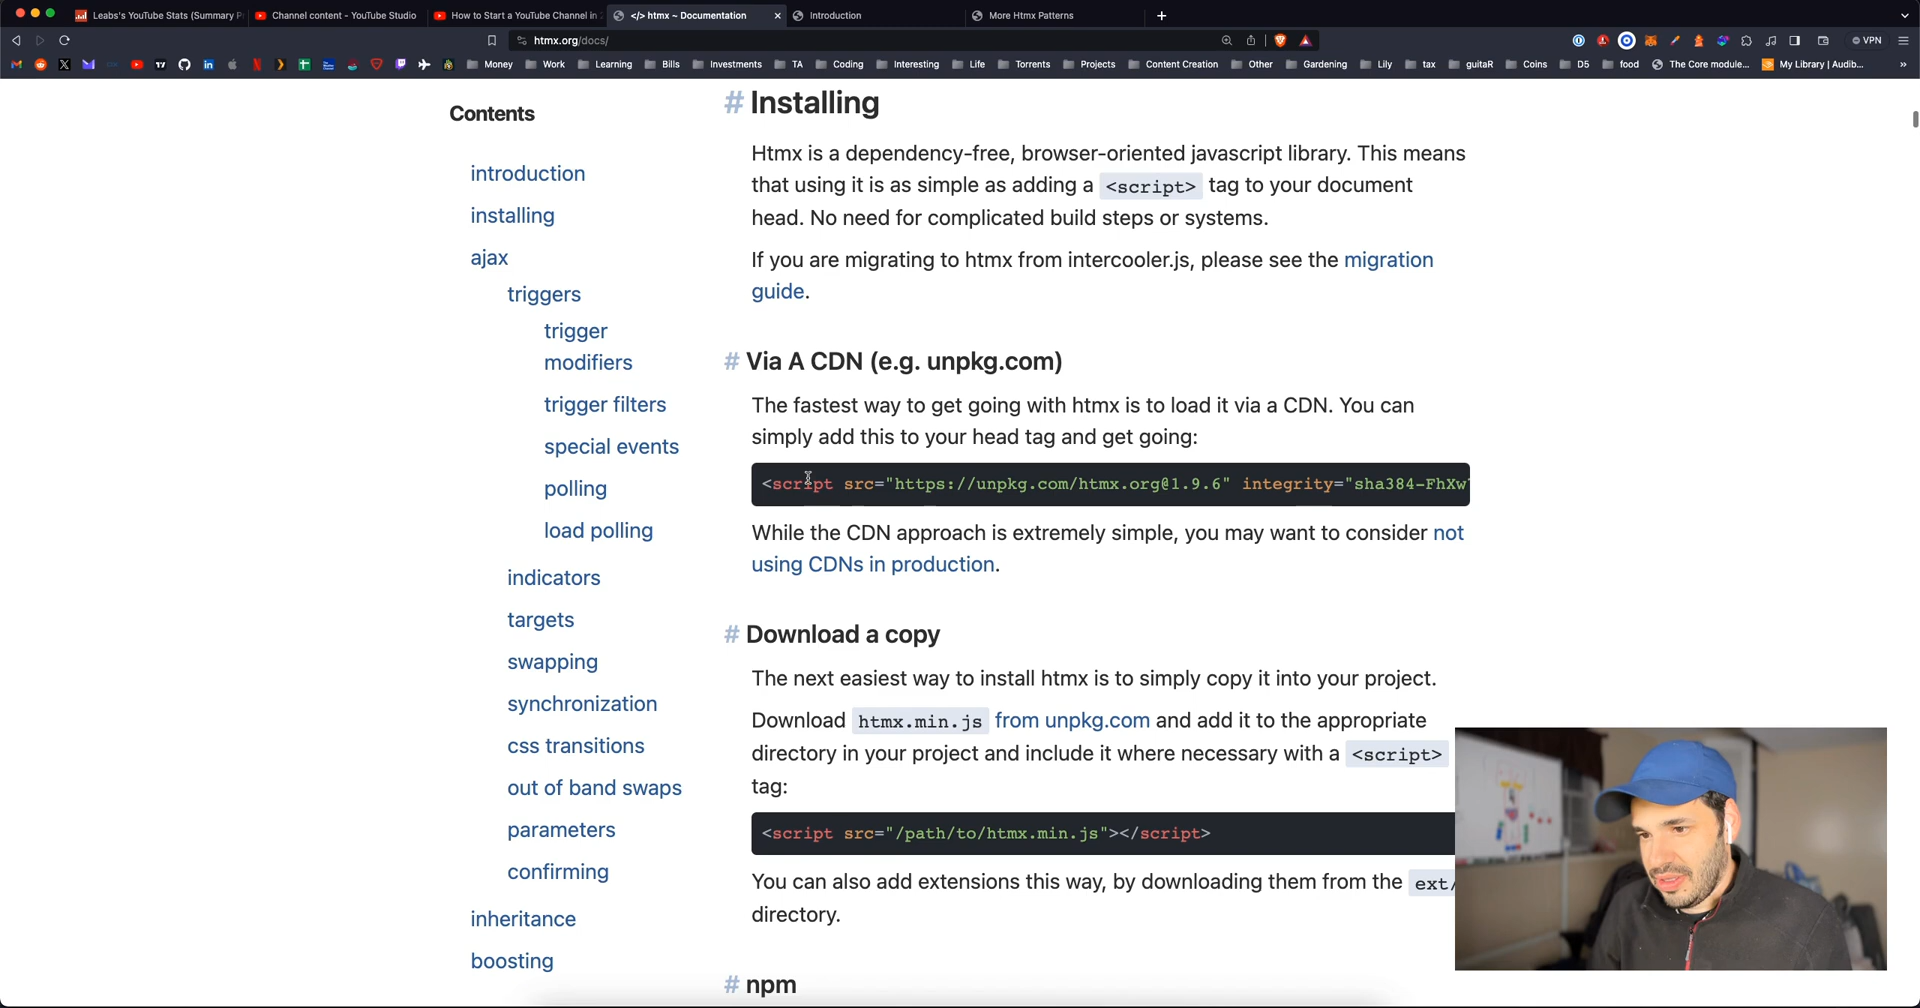 Leabs's YouTube Stats (Summary P
Channel content - YouTube Studio
How to Start a YouTube Channel in
</> htmx ~ Documentation
Introduction
More Htmx Patterns
htmx.org/docs/
VPN
Money
Work
Learning
Bills
Investments
TA
Coding
Interesting
Life
Torrents
Projects
Content Creation
Other
Gardening
Lily
tax
guitaR
Coins
D5
food
The Core module...
My Library | Audib...
»
Contents
introduction
installing
ajax
triggers
trigger
modifiers
trigger filters
special events
polling
load polling
indicators
targets
swapping
synchronization
css transitions
out of band swaps
parameters
confirming
inheritance
boosting
# Installing
Htmx is a dependency-free, browser-oriented javascript library. This means
that using it is as simple as adding a <script> tag to your document
head. No need for complicated build steps or systems.
If you are migrating to htmx from intercooler.js, please see the migration
guide.
# Via A CDN (e.g. unpkg.com)
The fastest way to get going with htmx is to load it via a CDN. You can
simply add this to your head tag and get going:
<script src="https://unpkg.com/htmx.org@1.9.6" integrity="sha384-FhXw
While the CDN approach is extremely simple, you may want to consider not
using CDNs in production.
# Download a copy
The next easiest way to install htmx is to simply copy it into your project.
Download htmx.min.js from unpkg.com and add it to the appropriate
directory in your project and include it where necessary with a <script>
tag:
<script src="/path/to/htmx.min.js"></script>
You can also add extensions this way, by downloading them from the ext/
directory.
# npm